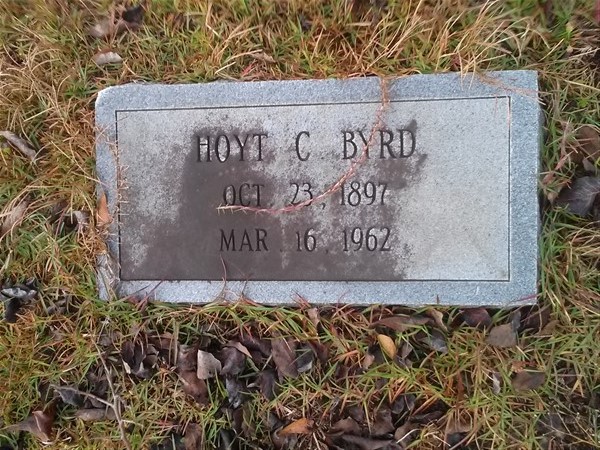 HOYT C BYRD
OCT. 23, 1897
MAR. 16, 1962